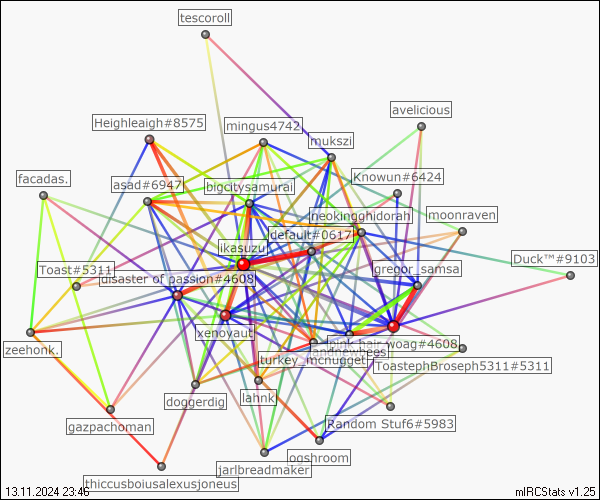 tescoroll
avelicious
Heighleaigh#8575
mingus4742
mukszi
Knowun#6424
facadas.
asad#6947
bigcitysamurai
neokingghidorah
moonraven
default#0617
ikasuzu
Duck™#9103
Toast#5311
disaster of passion#4608
gregor_samsa
xenoyaut
pink hair woag#4608
zeehonk.
turkey_mcnugget
andnewbees
ToastephBroseph5311#5311
doggerdig
lahnk
gazpachoman
Random Stuf6#5983
ogshroom
jarlbreadmaker
thiccusboiusalexusjoneus
13.11.2024 23:46
mIRCStats v1.25